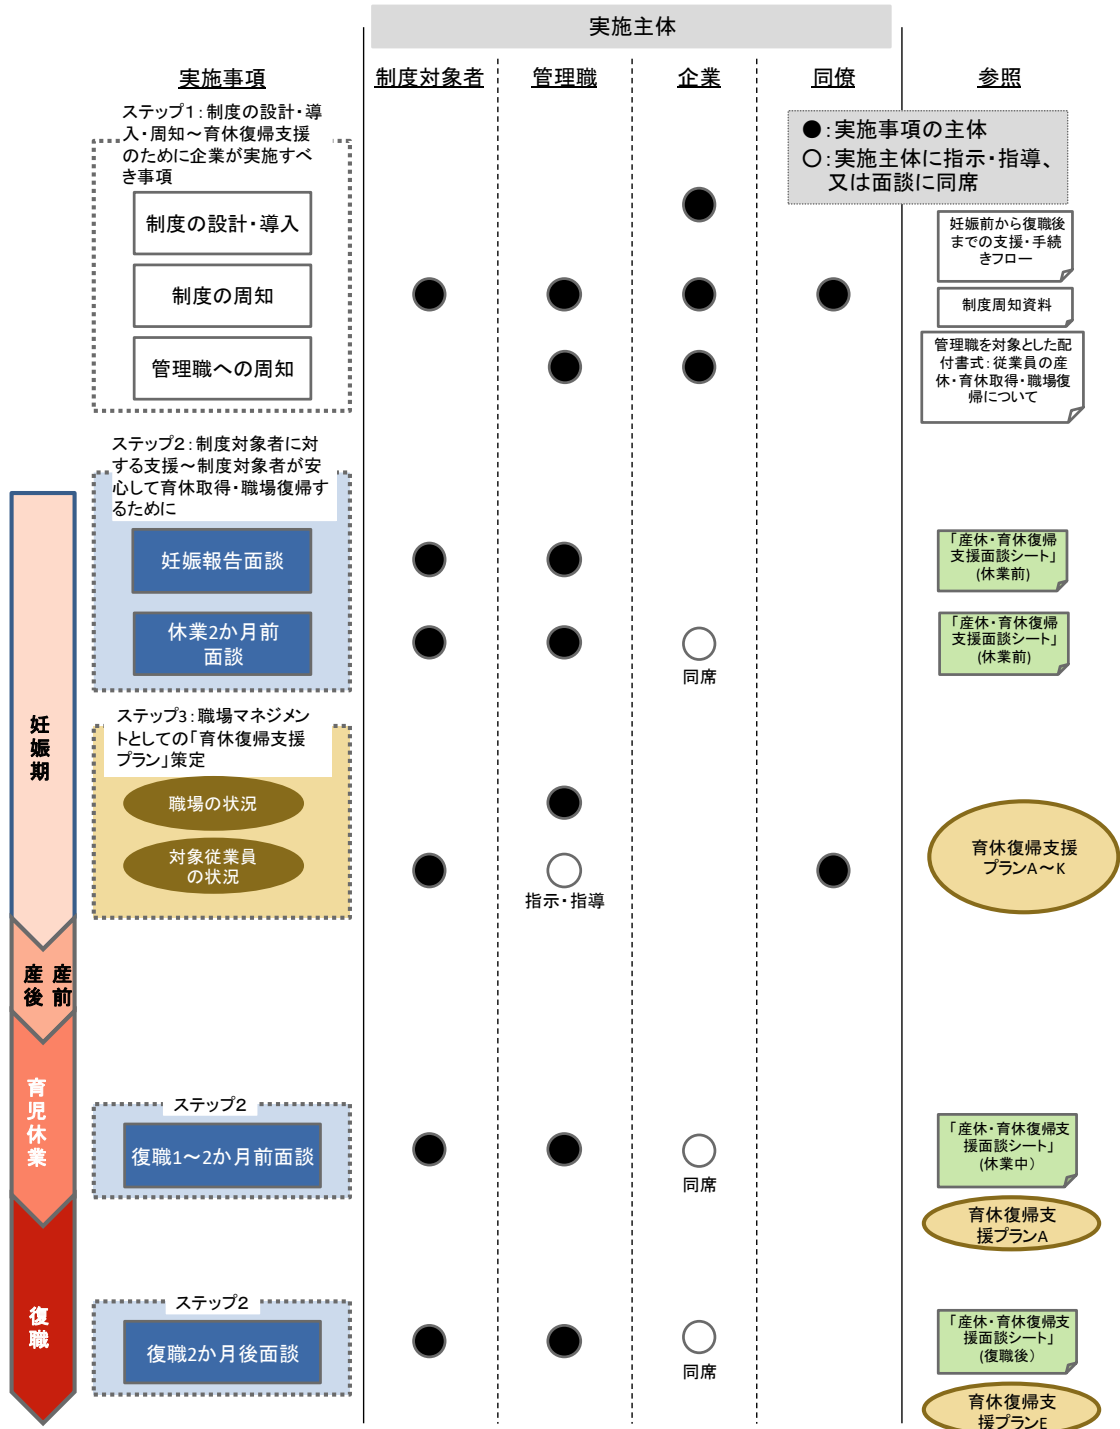 実施主体
実施事項
制度対象者
管理職
企業
同僚
参照
●：実施事項の主体
○：実施主体に指示・指導、
又は面談に同席
ステップ1：制度の設計・導
入・周知～育休復帰支援
のために企業が実施すべ
き事項
制度の設計・導入
妊娠前から復職後
までの支援・手続
きフロー
制度の周知
制度周知資料
管理職への周知
管理職を対象とした配
付書式：従業員の産
休・育休取得・職場復
帰について
ステップ2：制度対象者に対
する支援～制度対象者が安
心して育休取得・職場復帰す
るために
妊娠報告面談
「産休・育休復帰
支援面談シート」
(休業前)
休業2か月前
面談
同席
「産休・育休復帰
支援面談シート」
(休業前)
妊娠期
ステップ3：職場マネジメン
トとしての「育休復帰支援
プラン」策定
職場の状況
対象従業員
の状況
指示・指導
育休復帰支援
プランA～K
産前
産後
育児休業
ステップ2
復職1～2か月前面談
同席
「産休・育休復帰支
援面談シート」
(休業中)
育休復帰支
援プランA
復職
ステップ2
復職2か月後面談
同席
「産休・育休復帰支
援面談シート」
(復職後)
育休復帰支
援プランE